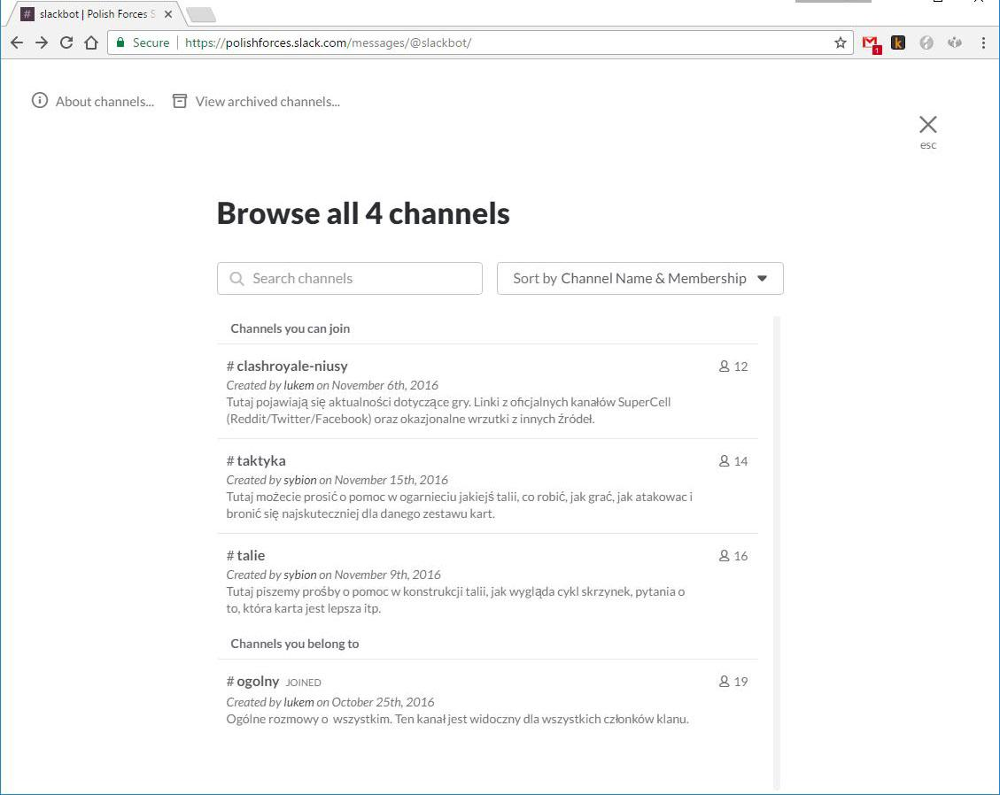 slackbot | Polish Forces S
Secure https://polishforces.slack.com/messages/@slackbot/
1
k
About channels... View archived channels...
esc
Browse all 4 channels
Search channels
Sort by Channel Name & Membership
Channels you can join
# clashroyale-niusy 12
Created by lukem on November 6th, 2016
Tutaj pojawiają się aktualności dotyczące gry. Linki z oficjalnych kanałów SuperCell
(Reddit/Twitter/Facebook) oraz okazjonalne wrzutki z innych źródeł.
# taktyka 14
Created by sybion on November 15th, 2016
Tutaj możecie prosić o pomoc w ogarnieciu jakiejś talii, co robić, jak grać, jak atakowac i
bronić się najskuteczniej dla danego zestawu kart.
# talie 16
Created by sybion on November 9th, 2016
Tutaj piszemy prośby o pomoc w konstrukcji talii, jak wygląda cykl skrzynek, pytania o
to, która karta jest lepsza itp.
Channels you belong to
# ogolny JOINED 19
Created by lukem on October 25th, 2016
Ogólne rozmowy o wszystkim. Ten kanał jest widoczny dla wszystkich członków klanu.